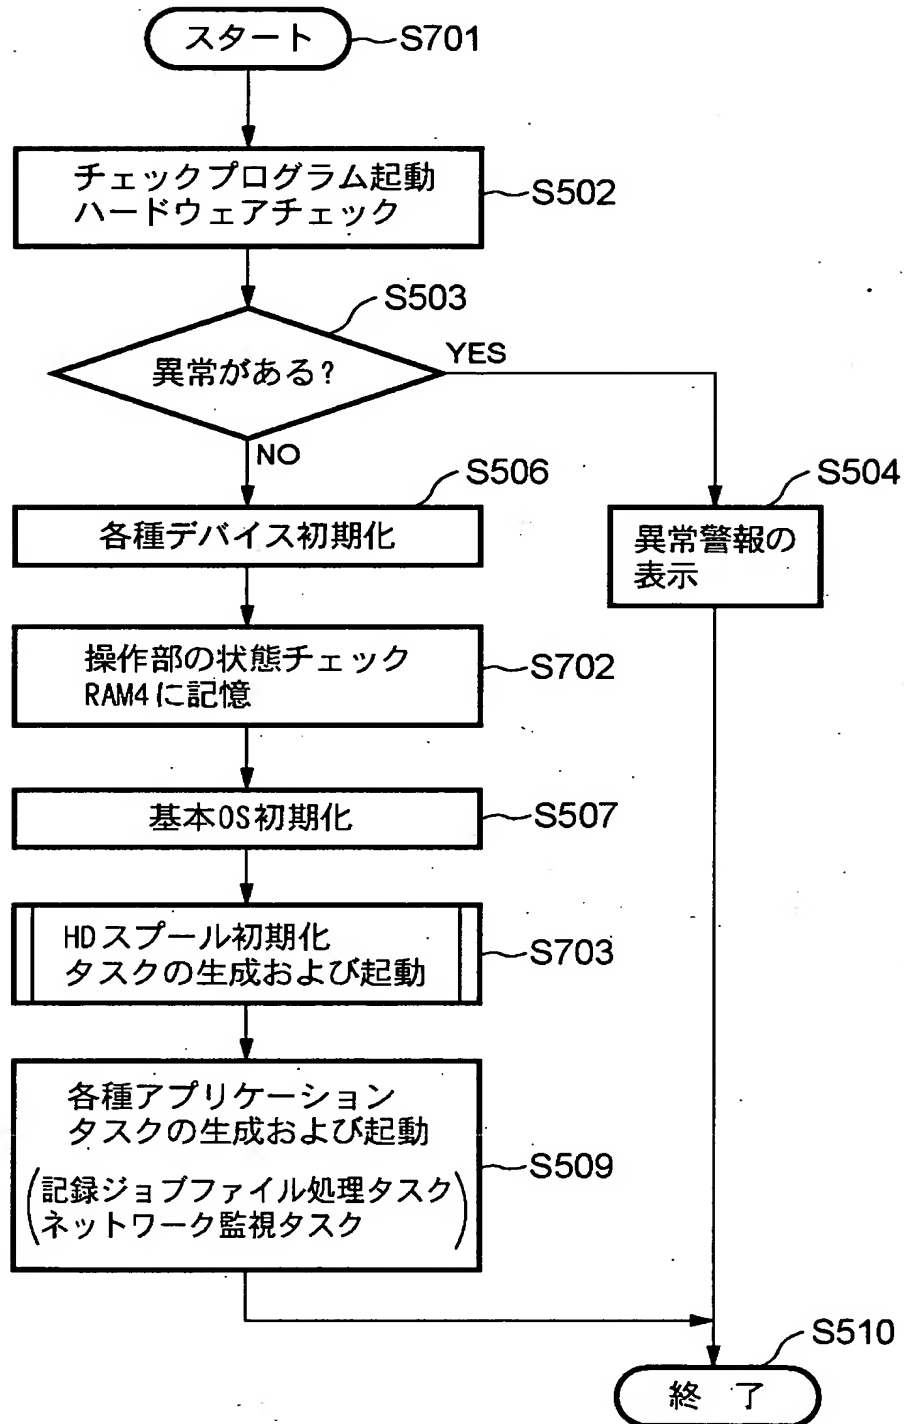 スタート
S701
チェックプログラム起動
ハードウェアチェック
S502
S503
異常がある?
YES
NO
S506
各種デバイス初期化
S504
異常警報の
表示
操作部の状態チェック
RAM4に記憶
S702
基本OS初期化
S507
HDスプール初期化
タスクの生成および起動
S703
各種アプリケーション
タスクの生成および起動
(記録ジョブファイル処理タスク
ネットワーク監視タスク)
S509
S510
終 了